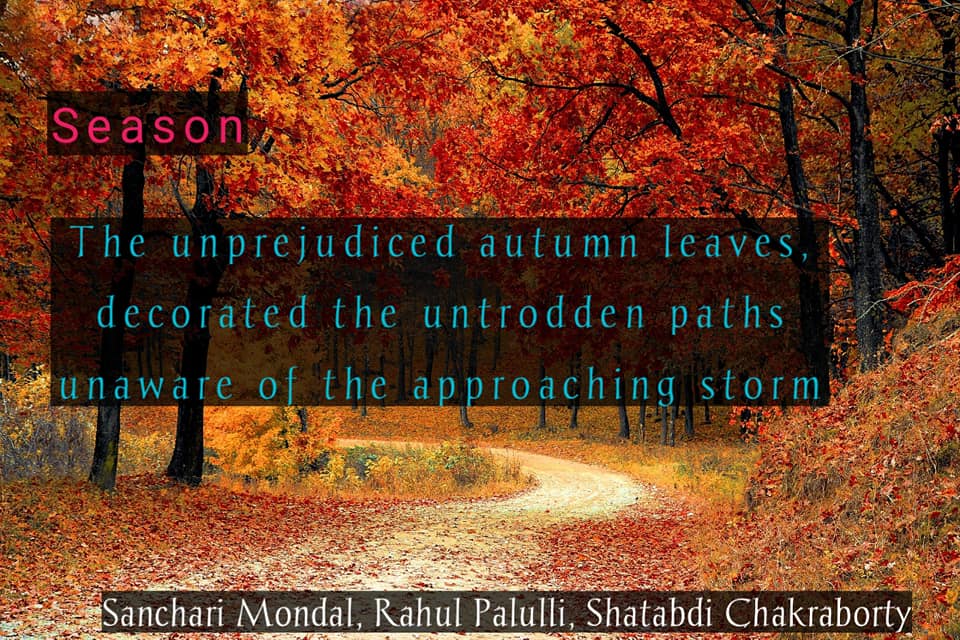 Season
The unprejudiced autumn leaves,
decorated the untrodden paths
unaware of the approaching storm
Sanchari Mondal, Rahul Palulli, Shatabdi Chakraborty